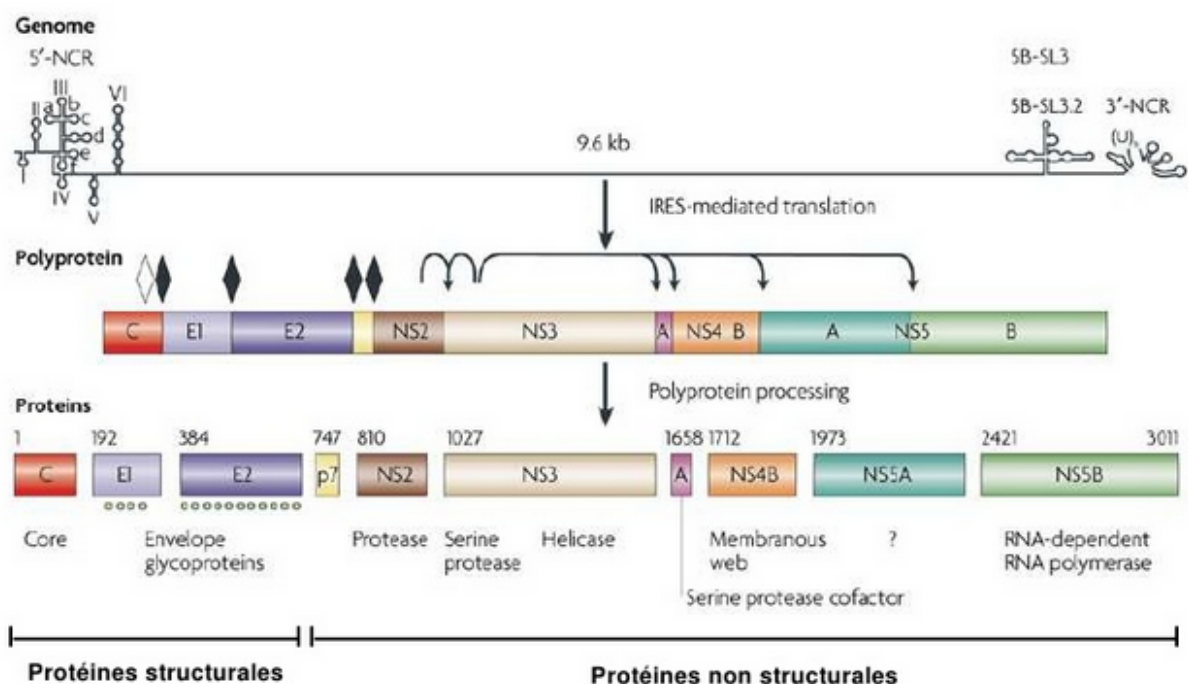 Genome
5′-NCR
III
VI
II a b
c
d
e
f
I
IV
V
9.6 kb
5B-SL3
5B-SL3.2
3′-NCR
(U)n
V
IRES-mediated translation
Polyprotein
C E1 E2 NS2 NS3 A NS4 B A NS5 B
Polyprotein processing
Proteins
1 192 384 747 810 1027 1658 1712 1973 2421 3011
C E1 E2 p7 NS2 NS3 A NS4B NS5A NS5B
Core
Envelope
glycoproteins
Protease
Serine
protease
Helicase
Membranous
web
?
RNA-dependent
RNA polymerase
Serine protease cofactor
Protéines structurales
Protéines non structurales